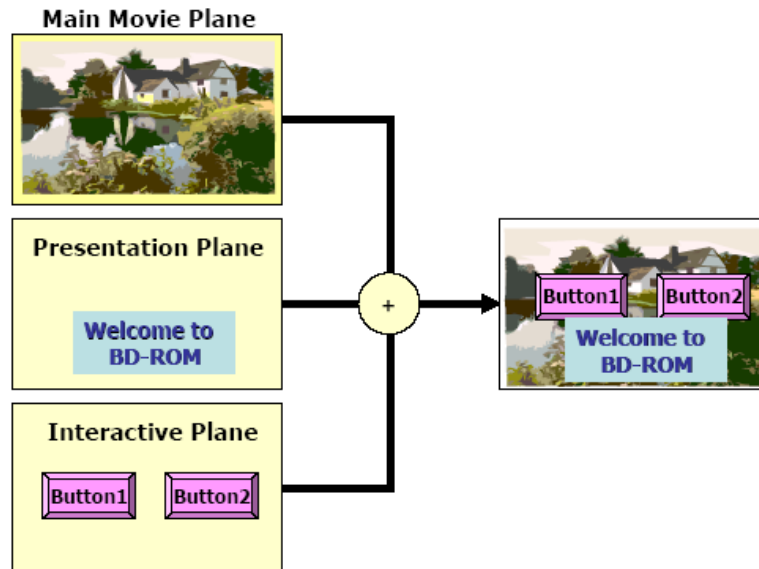 Main Movie Plane
Presentation Plane
Welcome to
BD-ROM
Interactive Plane
Button1 Button2
+
Button1 Button2
Welcome to
BD-ROM